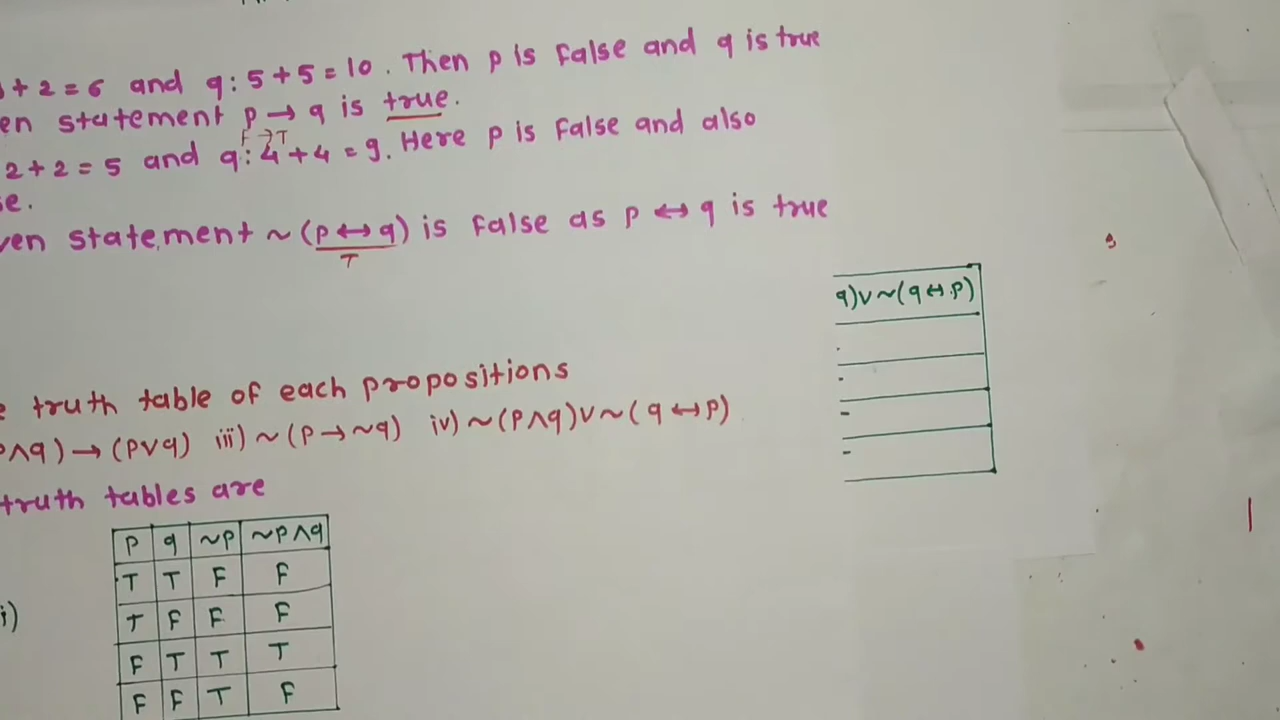 + 2 = 6 and q : 5 + 5 = 10 . Then p is False and q is true
en statement p → q is true.
F → T
2 + 2 = 5 and q : 4 + 4 = 9. Here p is False and also
se.
ven statement ~ (p ↔ q) is False as p ↔ q is true
T
q) ∨ ~ (q ↔ p)
e truth table of each propositions
p ∧ q) → (p ∨ q) iii) ~ (p → ~q) iv) ~ (p ∧ q) ∨ ~ (q ↔ p)
truth tables are
i)
p q ~p ~p ∧ q
T T F F
T F F F
F T T T
F F T F